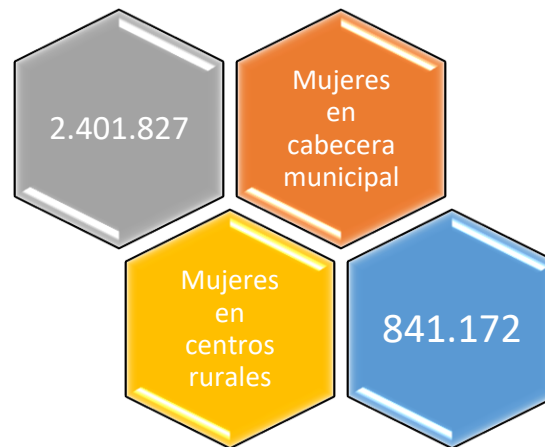 2.401.827
Mujeres
en
cabecera
municipal
Mujeres
en
centros
rurales
841.172